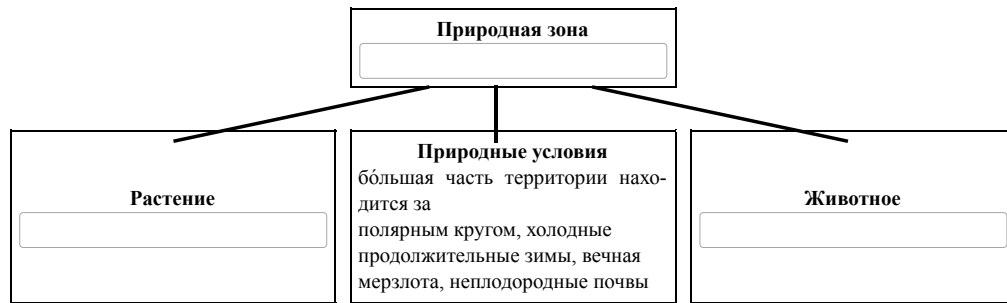 Природная зона
Растение
Природные условия
бо́льшая часть территории нахо-
дится за
полярным кругом, холодные
продолжительные зимы, вечная
мерзлота, неплодородные почвы
Животное